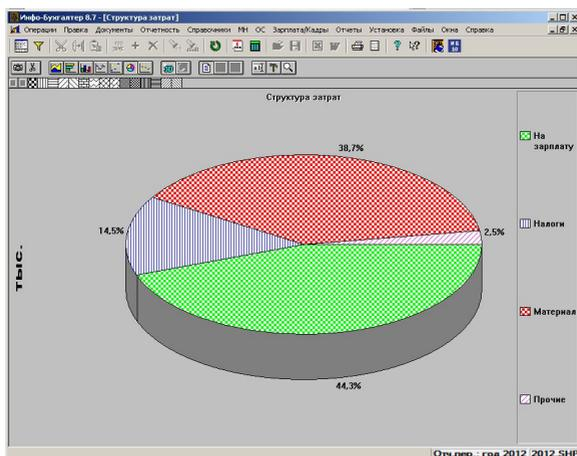 Инфо-Бухгалтер 8.7 - [Структура затрат]
Операции Правка Документы Отчетность Справочники МН ОС Зарплата/Кадры Отчеты Установка Файлы Окна Справка
Структура затрат
38,7%
На зарплату
14,5%
Налоги
2,5%
тыс.
Материал
44,3%
Прочие
Отч.пер.: год 2012 2012.SHP